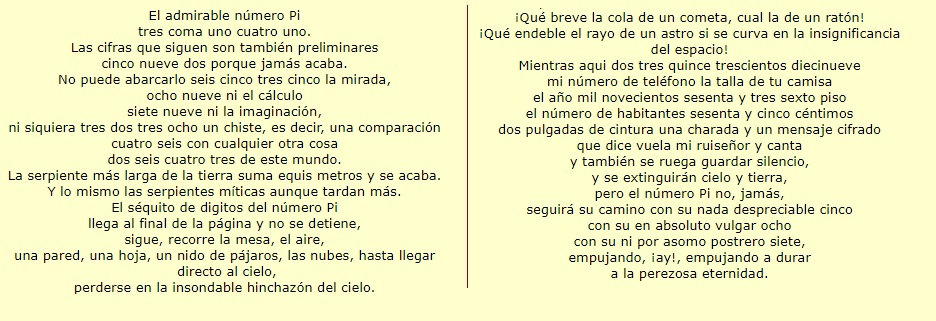 El admirable número Pi
tres coma uno cuatro uno.
Las cifras que siguen son también preliminares
cinco nueve dos porque jamás acaba.
No puede abarcarlo seis cinco tres cinco la mirada,
ocho nueve ni el cálculo
siete nueve ni la imaginación,
ni siquiera tres dos tres ocho un chiste, es decir, una comparación
cuatro seis con cualquier otra cosa
dos seis cuatro tres de este mundo.
La serpiente más larga de la tierra suma equis metros y se acaba.
Y lo mismo las serpientes míticas aunque tardan más.
El séquito de digitos del número Pi
llega al final de la página y no se detiene,
sigue, recorre la mesa, el aire,
una pared, una hoja, un nido de pájaros, las nubes, hasta llegar
directo al cielo,
perderse en la insondable hinchazón del cielo.
¡Qué breve la cola de un cometa, cual la de un ratón!
¡Qué endeble el rayo de un astro si se curva en la insignificancia
del espacio!
Mientras aqui dos tres quince trescientos diecinueve
mi número de teléfono la talla de tu camisa
el año mil novecientos sesenta y tres sexto piso
el número de habitantes sesenta y cinco céntimos
dos pulgadas de cintura una charada y un mensaje cifrado
que dice vuela mi ruiseñor y canta
y también se ruega guardar silencio,
y se extinguirán cielo y tierra,
pero el número Pi no, jamás,
seguirá su camino con su nada despreciable cinco
con su en absoluto vulgar ocho
con su ni por asomo postrero siete,
empujando, ¡ay!, empujando a durar
a la perezosa eternidad.